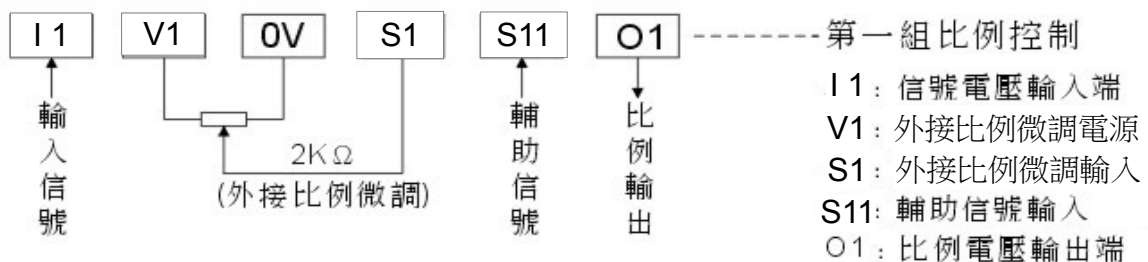 I 1 V1 0V S1 S11 O1 --------第一組比例控制
輸入信號
2KΩ
(外接比例微調)
輔助信號
比例輸出
I 1：信號電壓輸入端
V1：外接比例微調電源
S1：外接比例微調輸入
S11：輔助信號輸入
O1：比例電壓輸出端